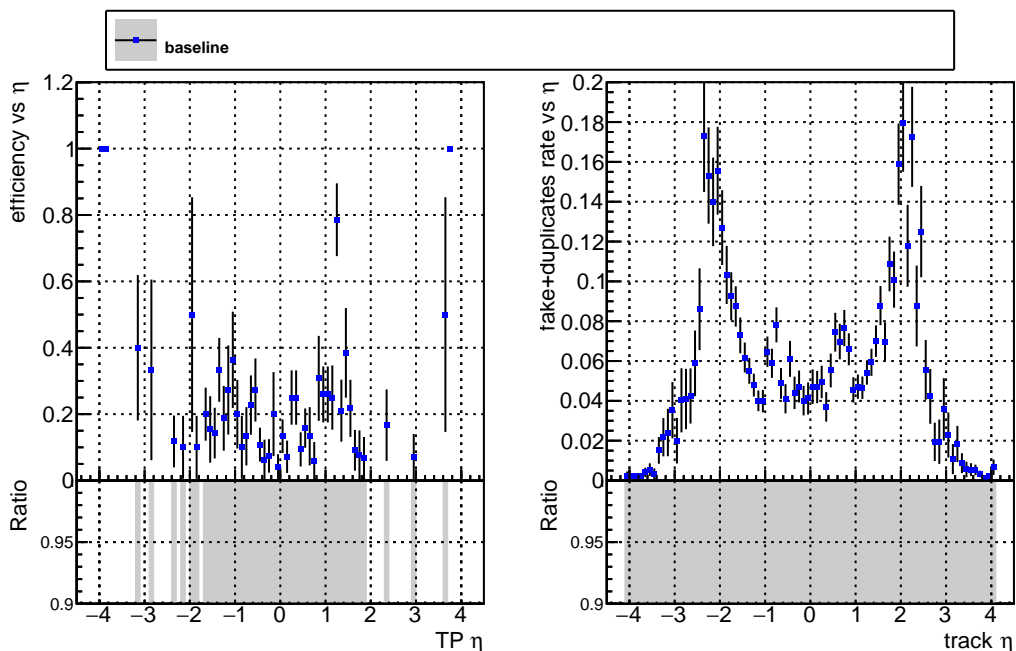 baseline
efficiency vs η
1.2
1
0.8
0.6
0.4
0.2
0
Ratio
0.95
0.9
−4 −3 −2 −1 0 1 2 3 4
TP η
fake+duplicates rate vs η
0.2
0.18
0.16
0.14
0.12
0.1
0.08
0.06
0.04
0.02
0
Ratio
0.95
0.9
−4 −3 −2 −1 0 1 2 3 4
track η